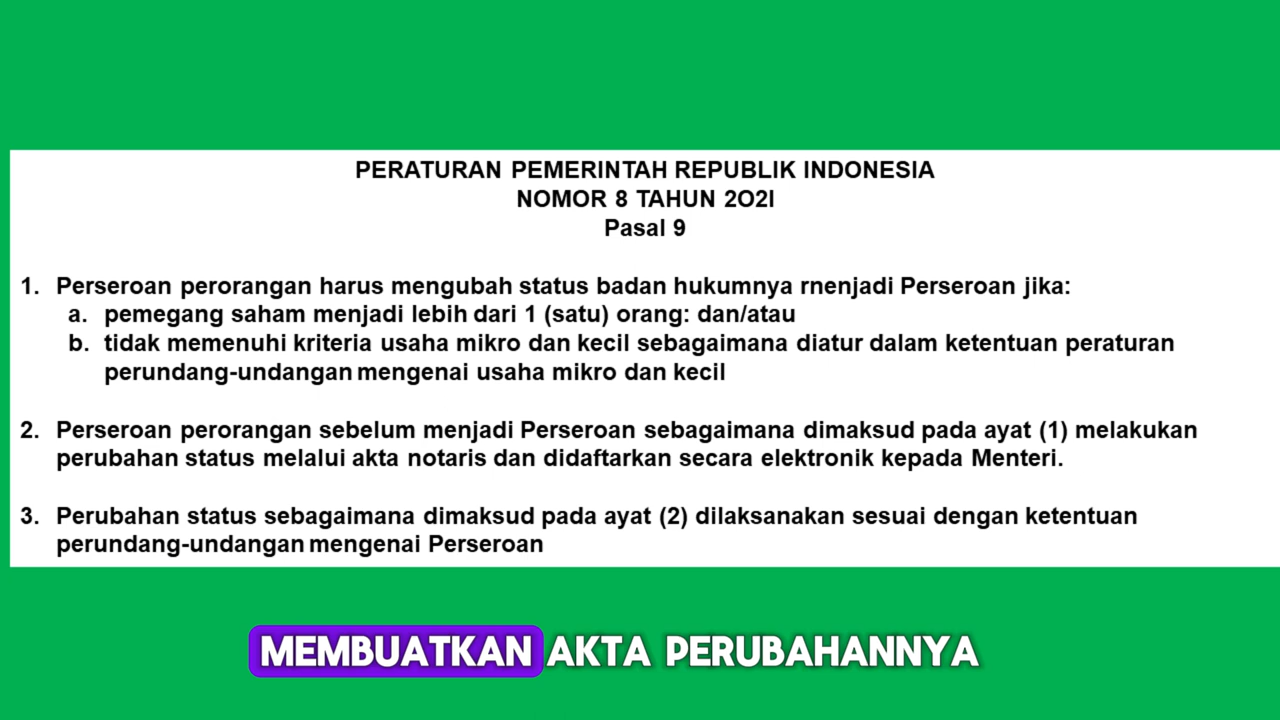 PERATURAN PEMERINTAH REPUBLIK INDONESIA
NOMOR 8 TAHUN 2O2I
Pasal 9
1. Perseroan perorangan harus mengubah status badan hukumnya rnenjadi Perseroan jika:
a. pemegang saham menjadi lebih dari 1 (satu) orang: dan/atau
b. tidak memenuhi kriteria usaha mikro dan kecil sebagaimana diatur dalam ketentuan peraturan
perundang-undangan mengenai usaha mikro dan kecil
2. Perseroan perorangan sebelum menjadi Perseroan sebagaimana dimaksud pada ayat (1) melakukan
perubahan status melalui akta notaris dan didaftarkan secara elektronik kepada Menteri.
3. Perubahan status sebagaimana dimaksud pada ayat (2) dilaksanakan sesuai dengan ketentuan
perundang-undangan mengenai Perseroan
MEMBUATKAN AKTA PERUBAHANNYA